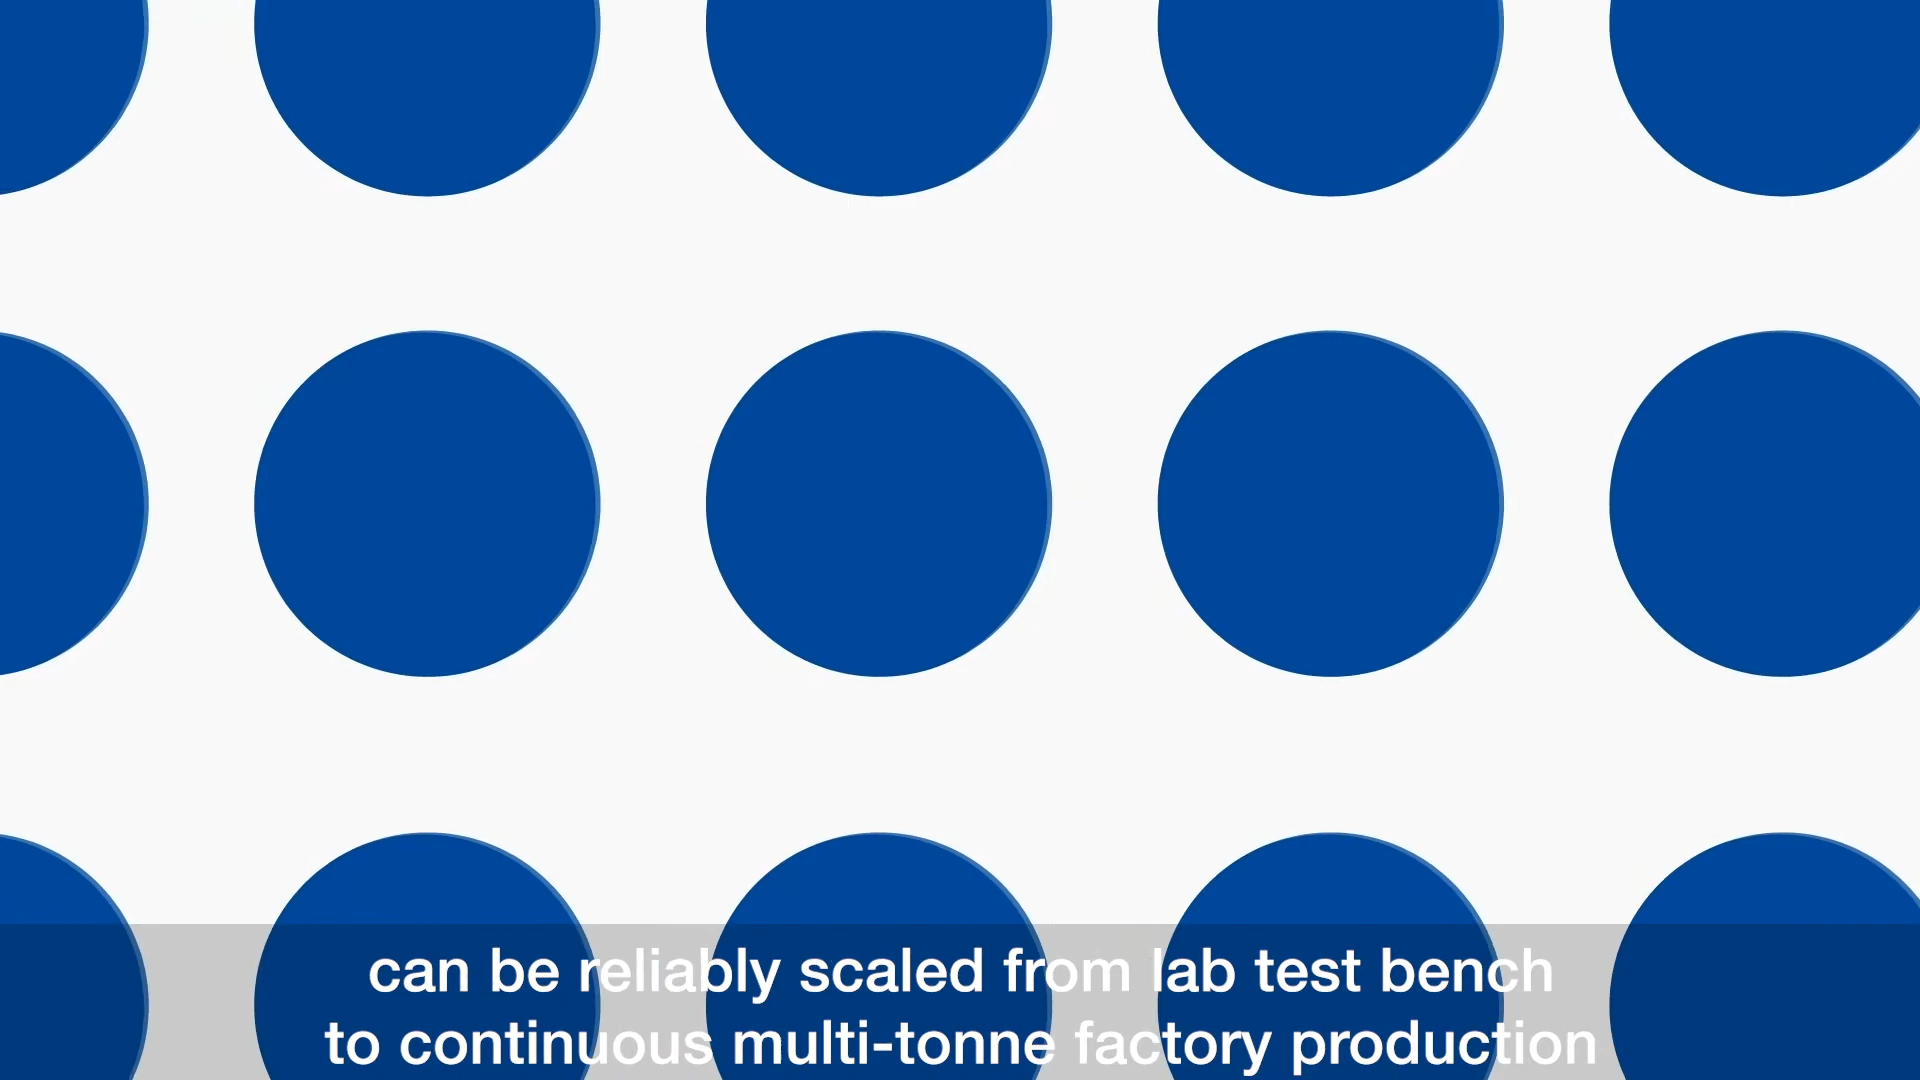 can be reliably scaled from lab test bench
to continuous multi-tonne factory production